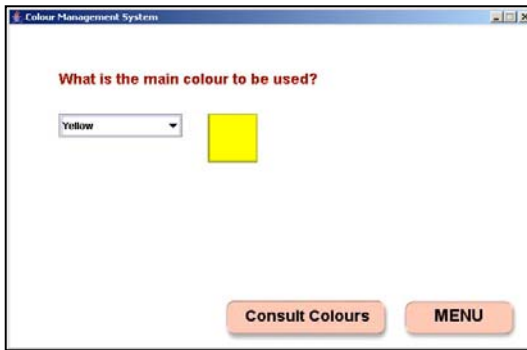 Colour Management System
What is the main colour to be used?
Yellow
Consult Colours MENU